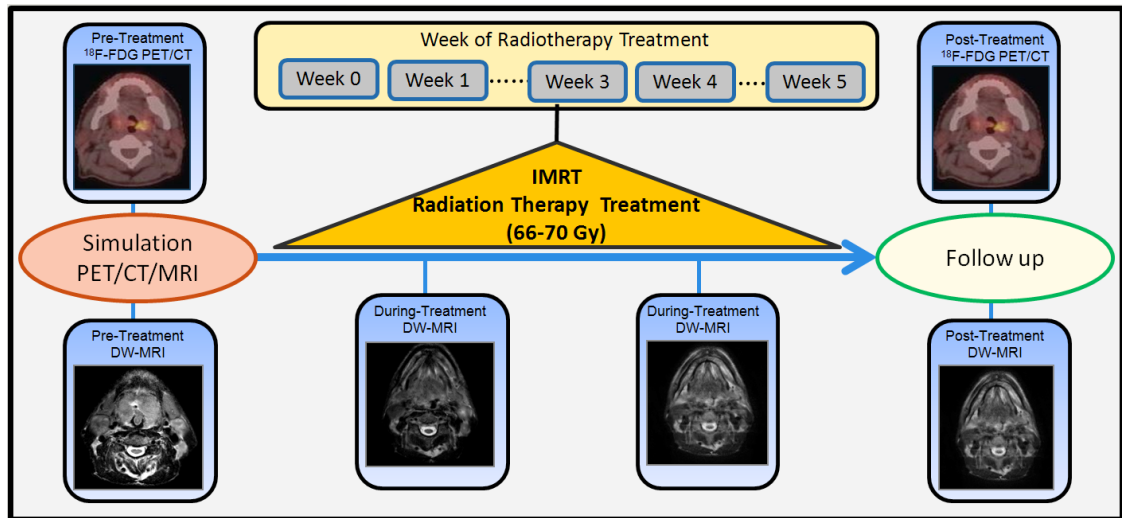 Pre-Treatment
¹⁸F-FDG PET/CT
Week of Radiotherapy Treatment
Week 0
Week 1
......
Week 3
Week 4
....
Week 5
Post-Treatment
¹⁸F-FDG PET/CT
IMRT
Radiation Therapy Treatment
(66-70 Gy)
Simulation
PET/CT/MRI
Follow up
Pre-Treatment
DW-MRI
During-Treatment
DW-MRI
During-Treatment
DW-MRI
Post-Treatment
DW-MRI